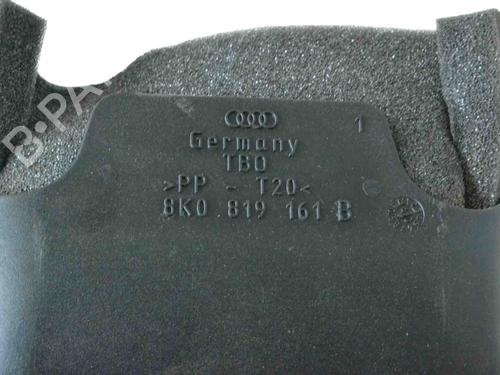 B-PA
1
Germany
TBO
>PP - T20<
8K0 819 161 B